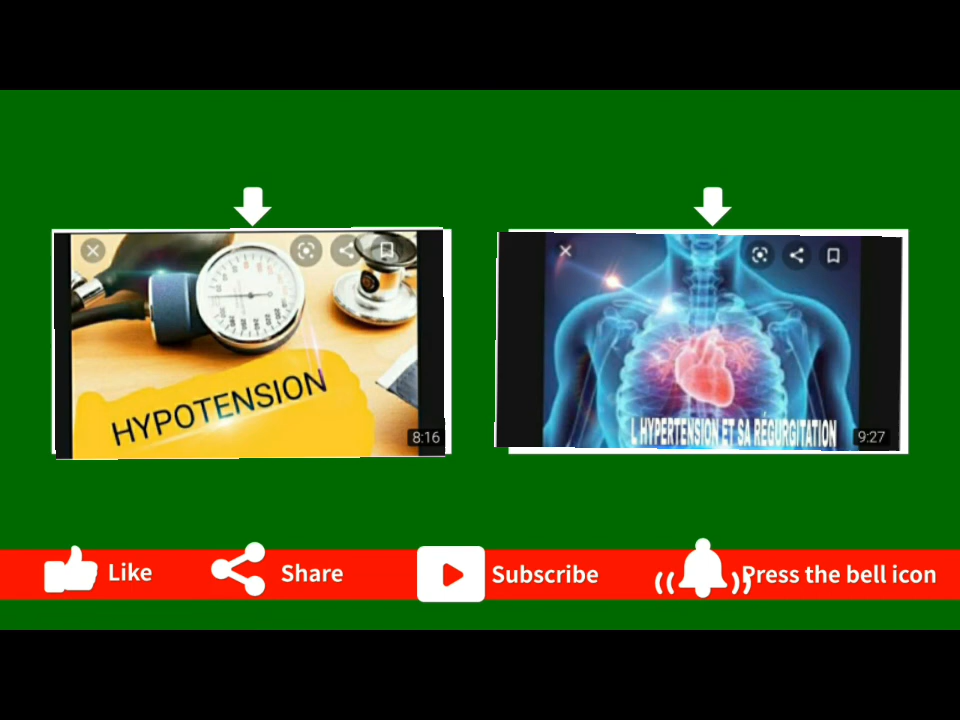 HYPOTENSION
8:16
L HYPERTENSION ET SA RÉGURGITATION
9:27
Like
Share
Subscribe
Press the bell icon